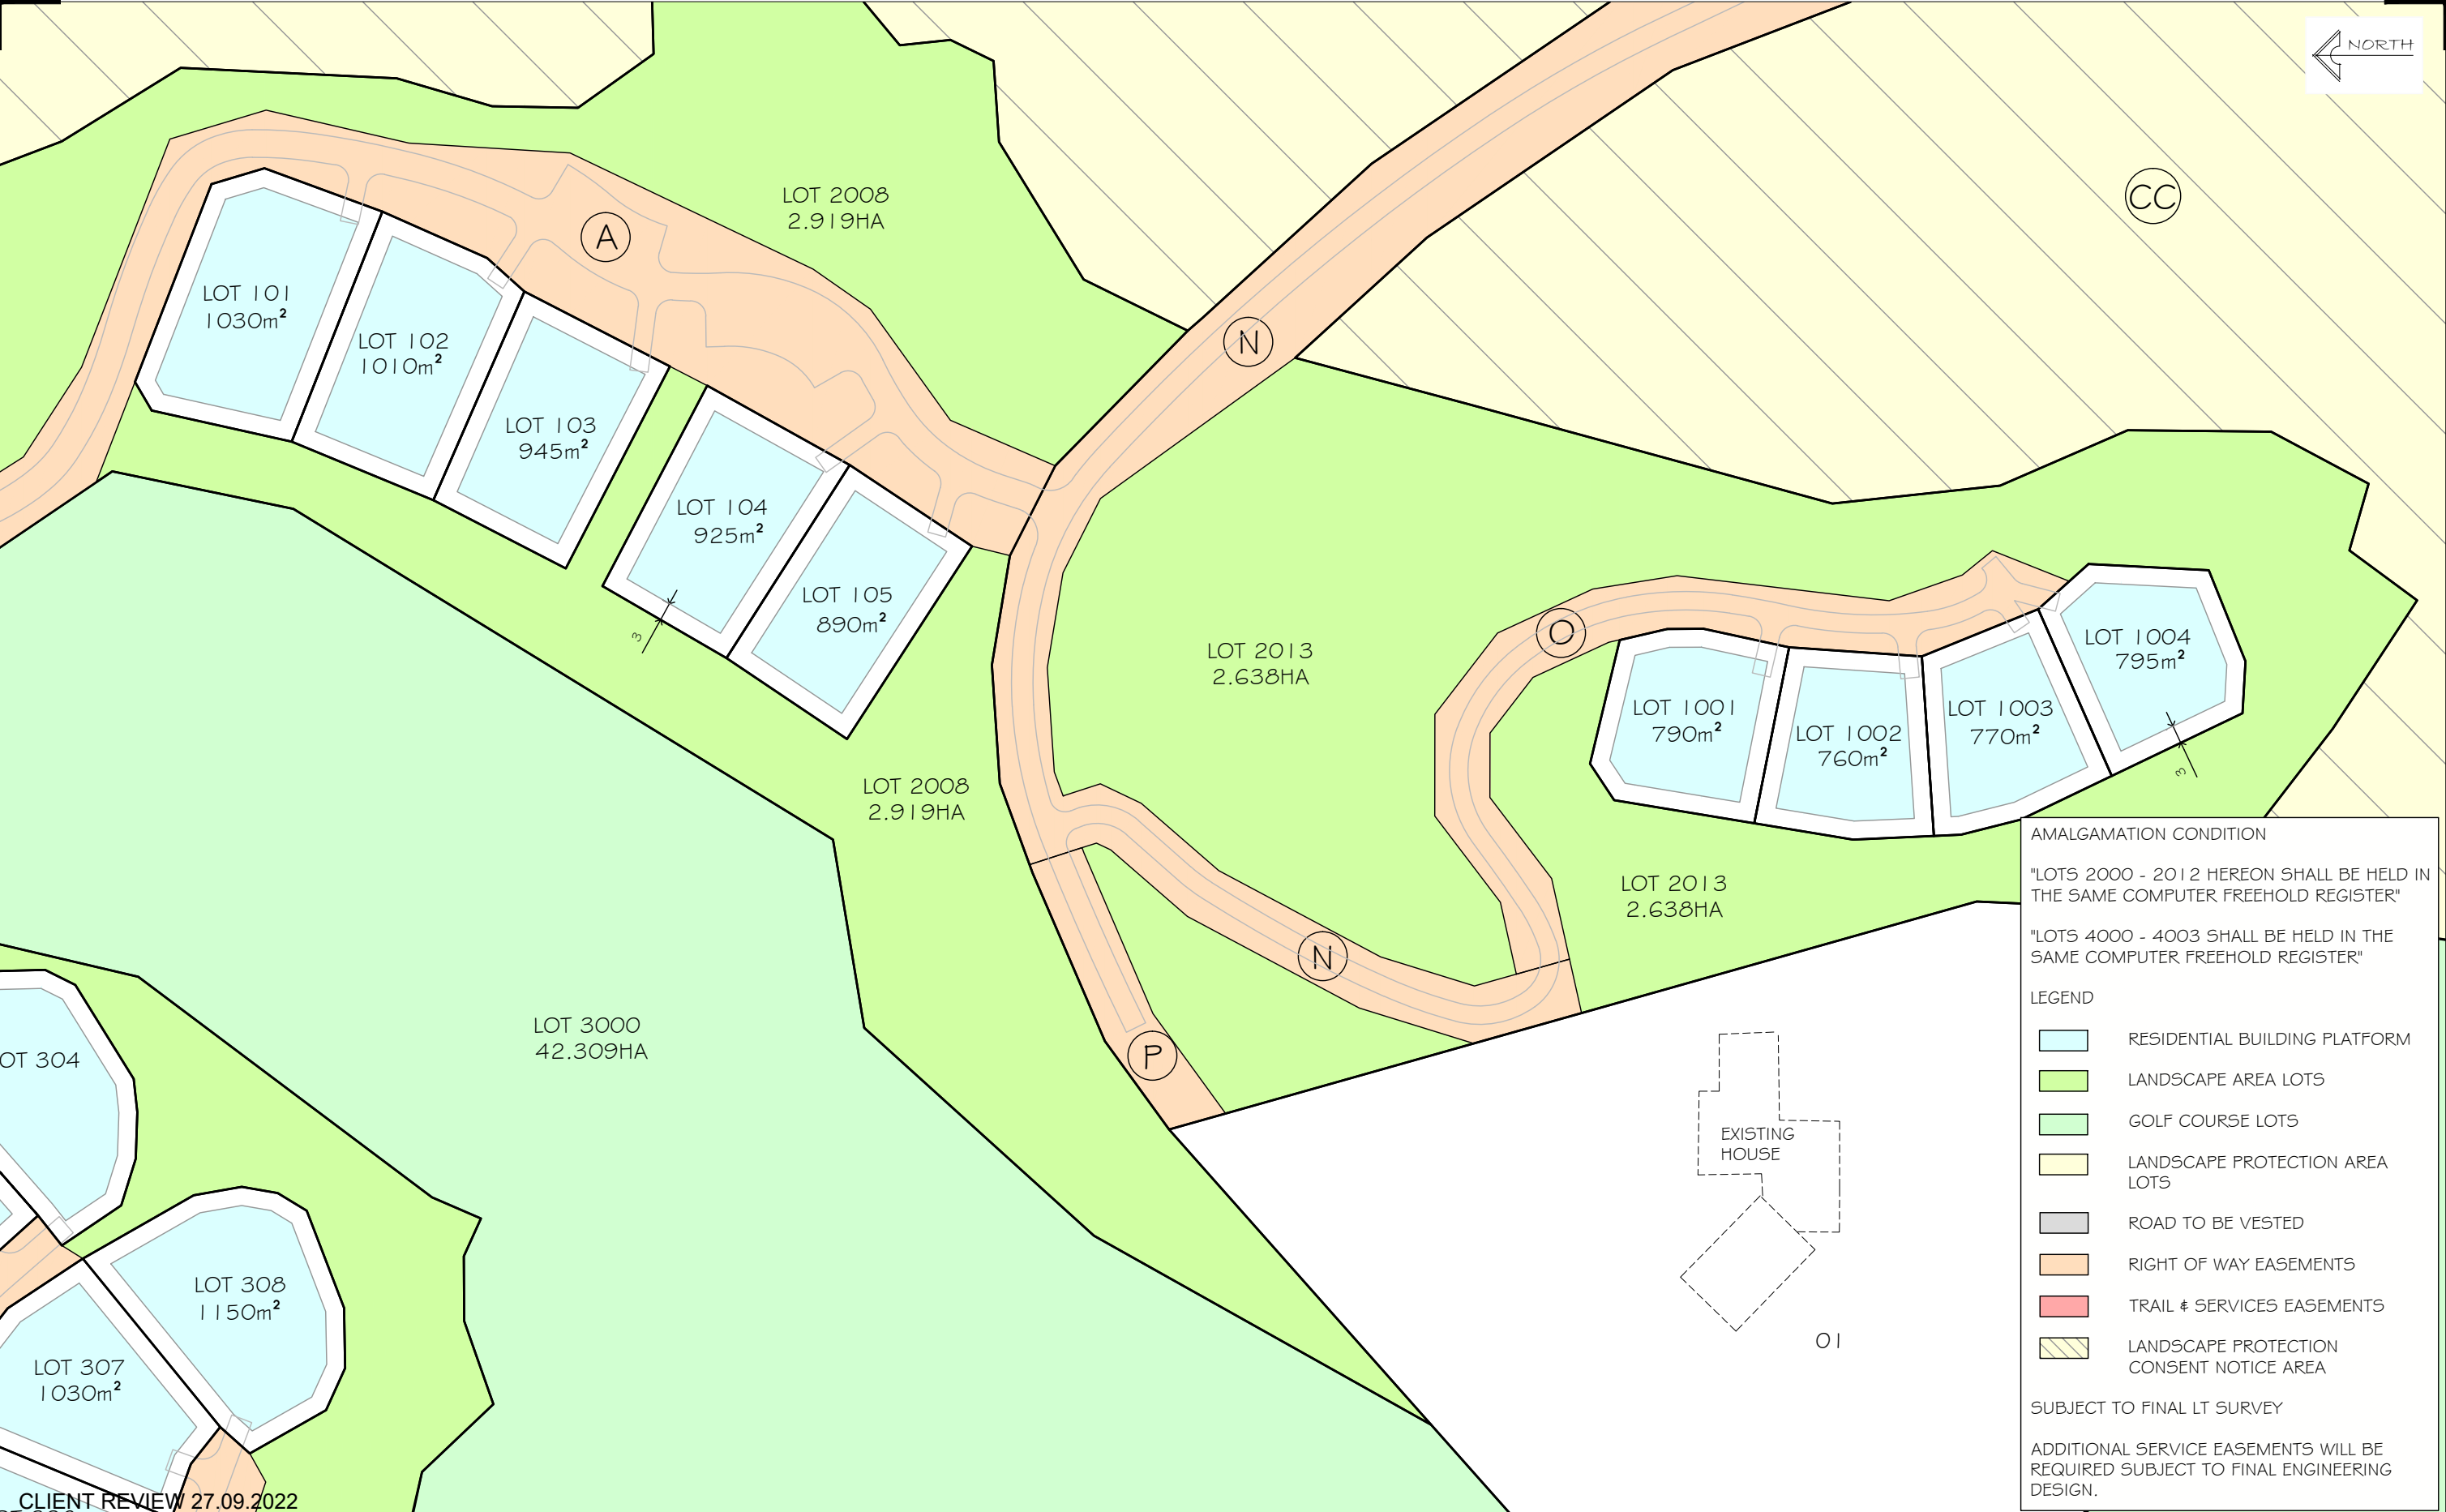 NORTH
CC
LOT 2008
2.919HA
A
LOT 101
1030m²
LOT 102
1010m²
N
LOT 103
945m²
LOT 104
925m²
LOT 105
890m²
3
LOT 2013
2.638HA
O
LOT 1001
790m²
LOT 1002
760m²
LOT 1003
770m²
LOT 1004
795m²
3
LOT 2008
2.919HA
LOT 2013
2.638HA
N
P
LOT 3000
42.309HA
OT 304
LOT 308
1150m²
LOT 307
1030m²
EXISTING
HOUSE
01
AMALGAMATION CONDITION
"LOTS 2000 - 2012 HEREON SHALL BE HELD IN
THE SAME COMPUTER FREEHOLD REGISTER"
"LOTS 4000 - 4003 SHALL BE HELD IN THE
SAME COMPUTER FREEHOLD REGISTER"
LEGEND
RESIDENTIAL BUILDING PLATFORM
LANDSCAPE AREA LOTS
GOLF COURSE LOTS
LANDSCAPE PROTECTION AREA
LOTS
ROAD TO BE VESTED
RIGHT OF WAY EASEMENTS
TRAIL & SERVICES EASEMENTS
LANDSCAPE PROTECTION
CONSENT NOTICE AREA
SUBJECT TO FINAL LT SURVEY
ADDITIONAL SERVICE EASEMENTS WILL BE
REQUIRED SUBJECT TO FINAL ENGINEERING
DESIGN.
CLIENT REVIEW 27.09.2022